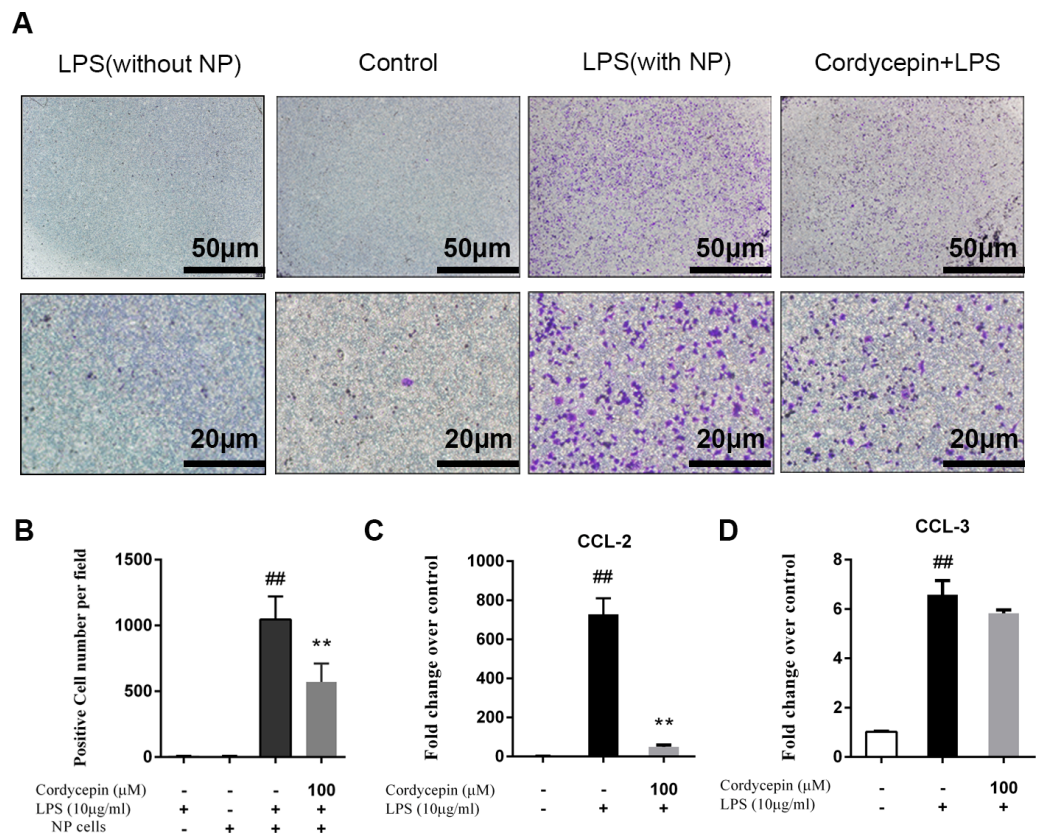 A
LPS(without NP) Control LPS(with NP) Cordycepin+LPS
50μm 50μm 50μm 50μm
20μm 20μm 20μm 20μm
B
Positive Cell number per field
1500
1000
500
0
##
**
Cordycepin (μM) - - - 100
LPS (10μg/ml) + - + +
NP cells - + + +
C
CCL-2
Fold change over control
1000
800
600
400
200
0
##
**
Cordycepin (μM) - - 100
LPS (10μg/ml) - + +
D
CCL-3
Fold change over control
8
6
4
2
0
##
Cordycepin (μM) - - 100
LPS (10μg/ml) - + +